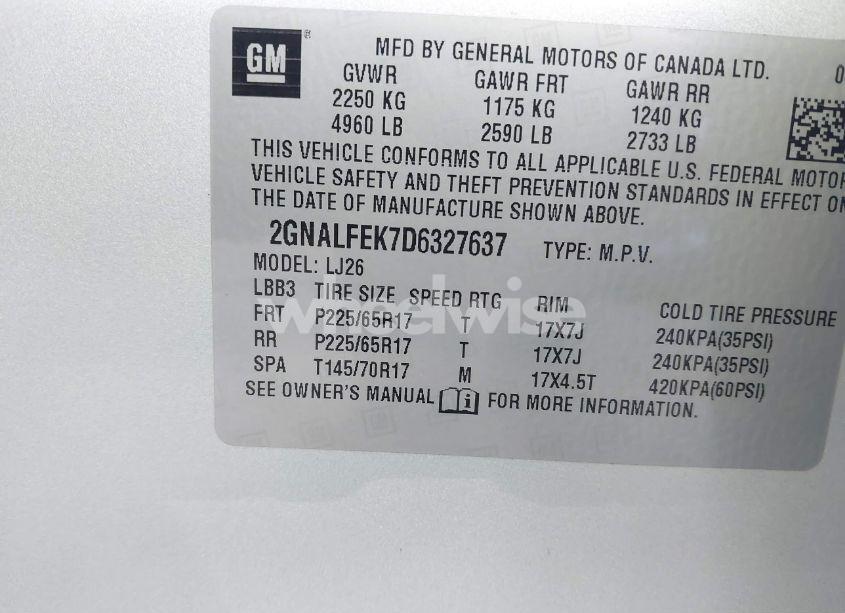 GM ®
MFD BY GENERAL MOTORS OF CANADA LTD. 0
GVWR GAWR FRT GAWR RR
2250 KG 1175 KG 1240 KG
4960 LB 2590 LB 2733 LB
THIS VEHICLE CONFORMS TO ALL APPLICABLE U.S. FEDERAL MOTOR
VEHICLE SAFETY AND THEFT PREVENTION STANDARDS IN EFFECT ON
THE DATE OF MANUFACTURE SHOWN ABOVE.
2GNALFEK7D6327637 TYPE: M.P.V.
MODEL: LJ26
LBB3 TIRE SIZE SPEED RTG RIM COLD TIRE PRESSURE
FRT P225/65R17 T 17X7J 240KPA(35PSI)
RR P225/65R17 T 17X7J 240KPA(35PSI)
SPA T145/70R17 M 17X4.5T 420KPA(60PSI)
SEE OWNER'S MANUAL i FOR MORE INFORMATION.
wheelwise